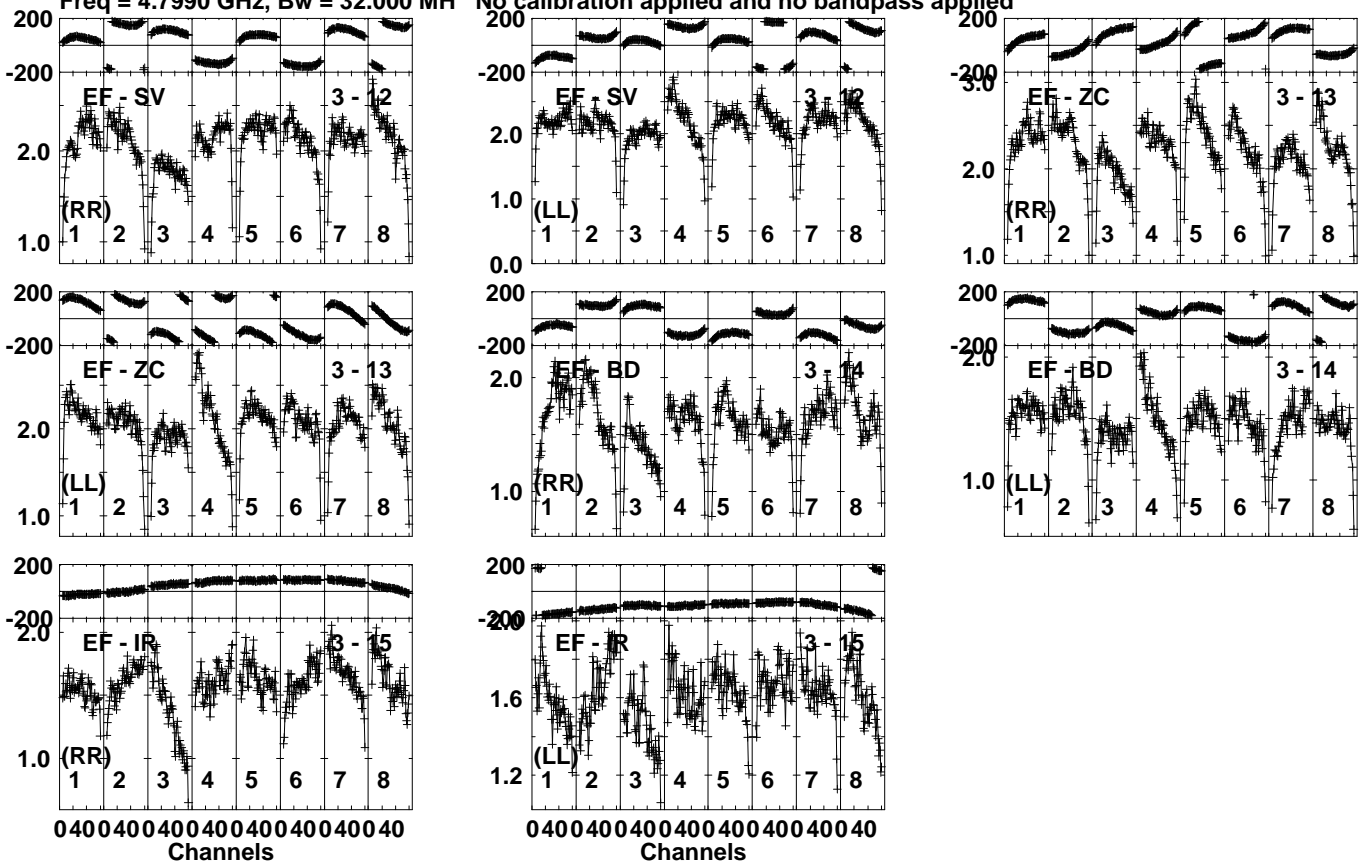 Freq = 4.7990 GHz, Bw = 32.000 MH No calibration applied and no bandpass applied
200 200 200
-200 -200 -200
EF - SV 3 - 12 EF - SV 3 - 12 EF - ZC 3 - 13
3.0
2.0 2.0 2.0
1.0
(RR) (LL) (RR)
1 2 3 4 5 6 7 8 1 2 3 4 5 6 7 8 1 2 3 4 5 6 7 8
1.0 0.0 1.0
200 200 200
-200 -200 -200
2.0
EF - ZC 3 - 13 EF - BD 3 - 14 EF - BD 3 - 14
2.0 2.0
(LL) (RR) (LL)
1.0 1.0 1.0
1 2 3 4 5 6 7 8 1 2 3 4 5 6 7 8 1 2 3 4 5 6 7 8
200 200
-200 -200
2.0 2.0
EF - IR 3 - 15 EF - IR 3 - 15
1.6
(RR) (LL)
1.0 1.2
1 2 3 4 5 6 7 8 1 2 3 4 5 6 7 8
0 40 0 40 0 40 0 40 0 40 0 40 0 40 0 40 0 40 0 40 0 40 0 40 0 40 0 40 0 40 0 40
Channels Channels